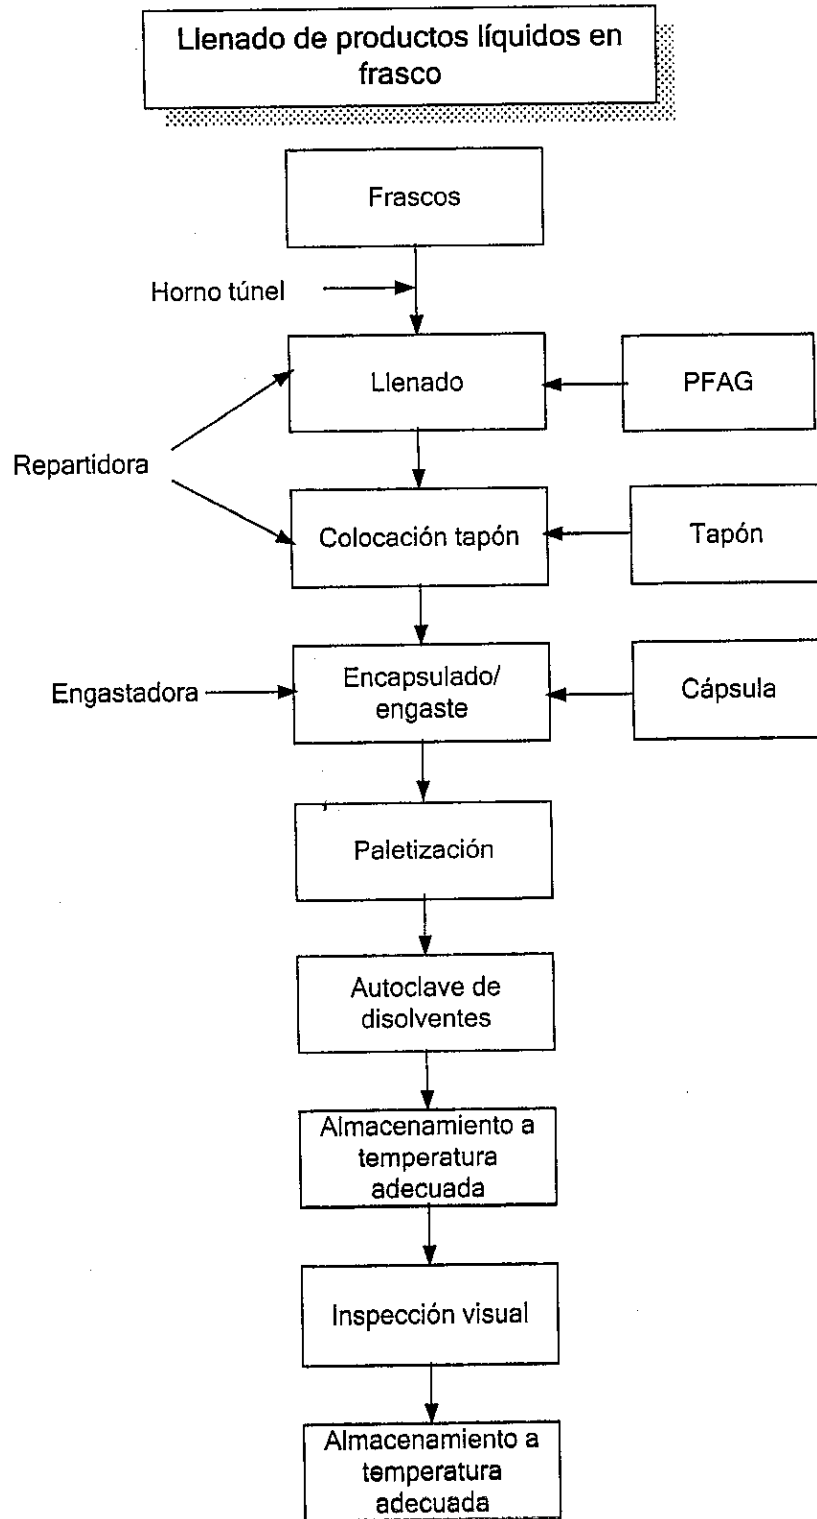 Llenado de productos líquidos en
frasco
Frascos
Horno túnel
Llenado
PFAG
Repartidora
Colocación tapón
Tapón
Engastadora
Encapsulado/
engaste
Cápsula
Paletización
Autoclave de
disolventes
Almacenamiento a
temperatura
adecuada
Inspección visual
Almacenamiento a
temperatura
adecuada